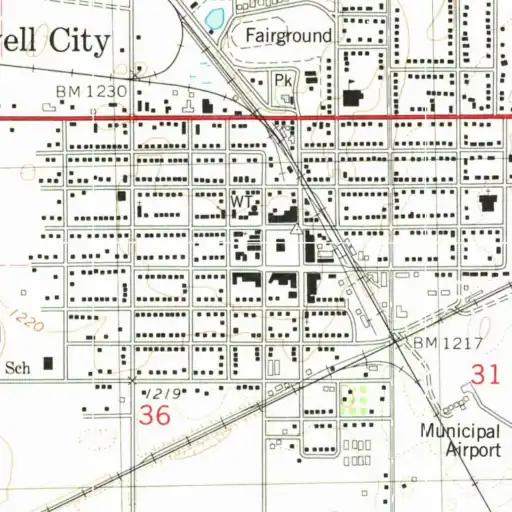 Fairground
ell City
Pk
BM 1230
WT
1220
BM 1217
Sch
1219
31
36
Municipal
Airport